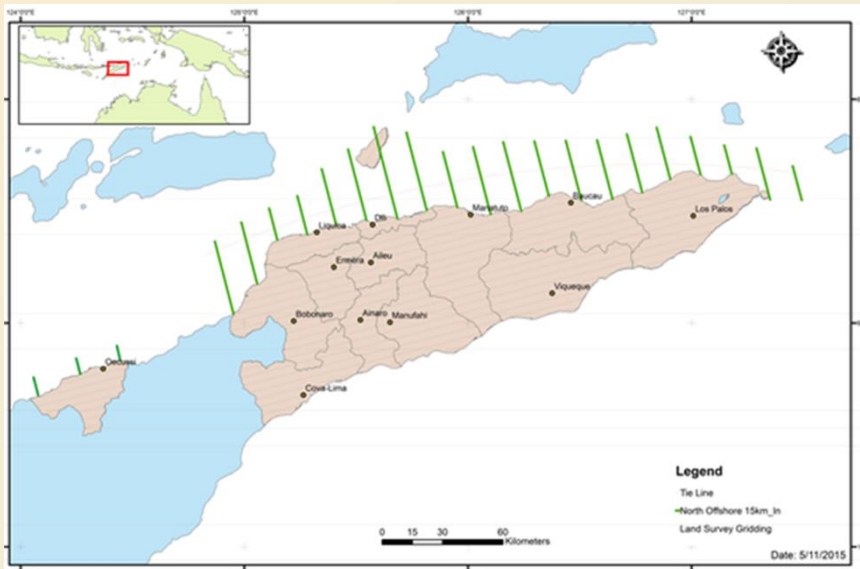 124°0'0"E 125°0'0"E 126°0'0"E 127°0'0"E
Baucau
Manatuto
Los Palos
Dili
Liquica
Aileu
Ermera
Viqueque
Bobonaro
Ainaro
Manufahi
Oecussi
Cova-Lima
Legend
Tie Line
North Offshore 15km_ln
Land Survey Gridding
0 15 30 60
Kilometers
Date: 5/11/2015